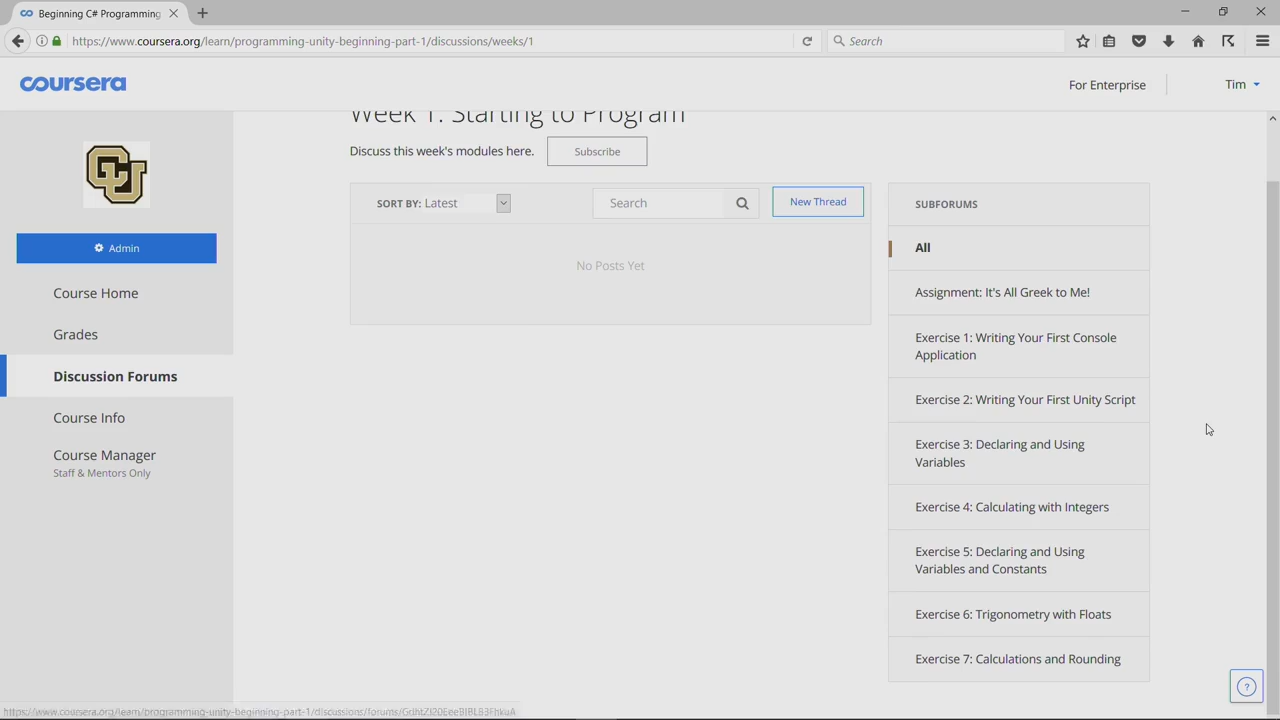 Beginning C# Programming
https://www.coursera.org/learn/programming-unity-beginning-part-1/discussions/weeks/1
Search
coursera
For Enterprise
Tim
Week 1: Starting to Program
Discuss this week's modules here.
Subscribe
CU
Admin
Course Home
Grades
Discussion Forums
Course Info
Course Manager
Staff & Mentors Only
SORT BY: Latest
Search
New Thread
No Posts Yet
SUBFORUMS
All
Assignment: It's All Greek to Me!
Exercise 1: Writing Your First Console
Application
Exercise 2: Writing Your First Unity Script
Exercise 3: Declaring and Using
Variables
Exercise 4: Calculating with Integers
Exercise 5: Declaring and Using
Variables and Constants
Exercise 6: Trigonometry with Floats
Exercise 7: Calculations and Rounding
?